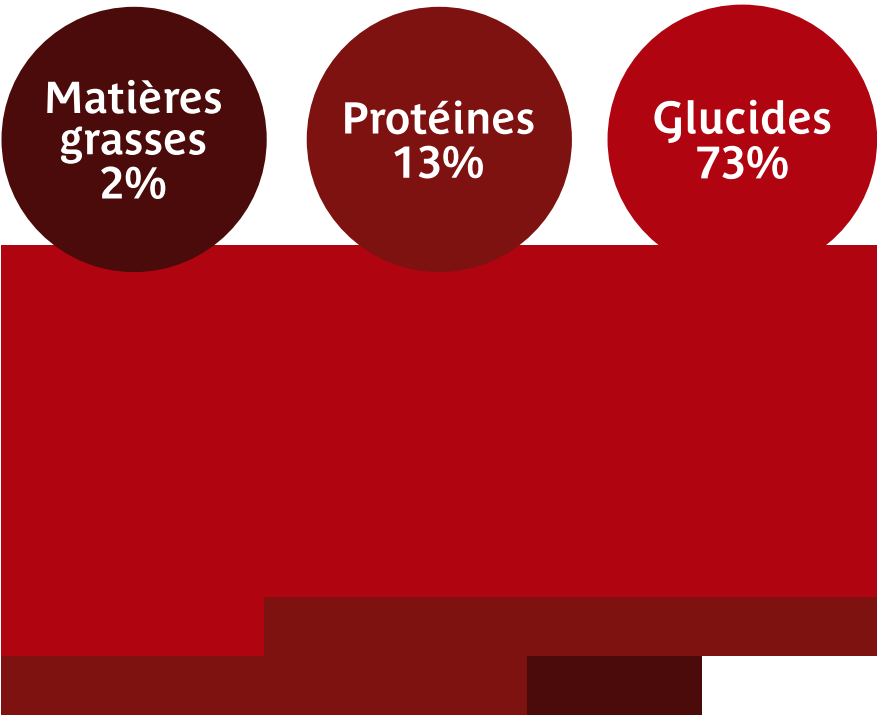 Matières
grasses
2%
Protéines
13%
Glucides
73%